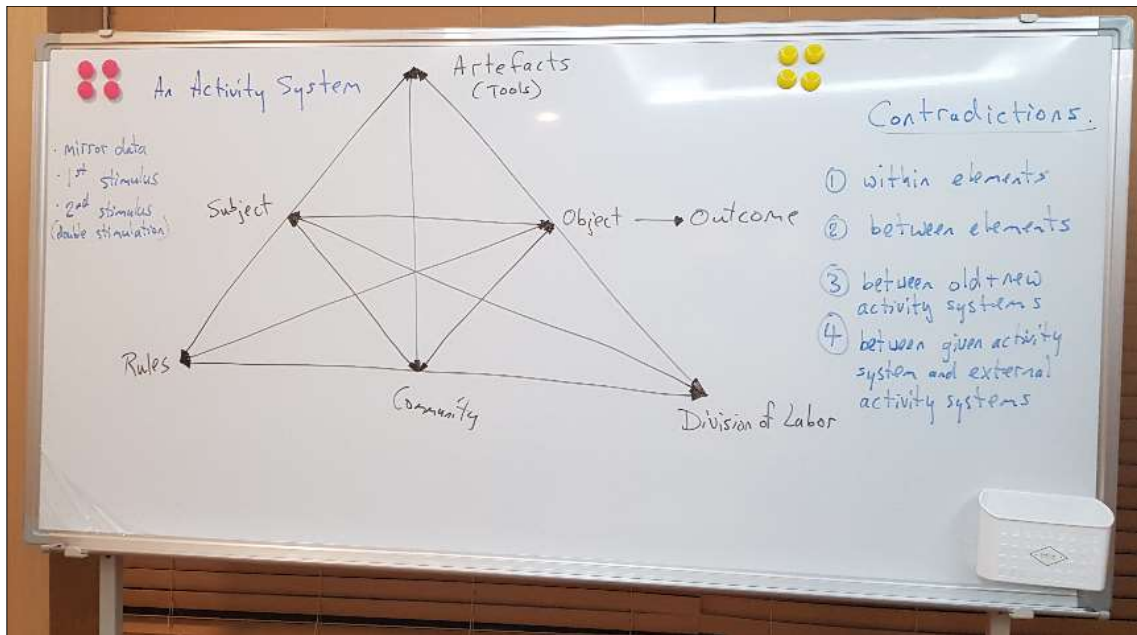 An Activity System
· mirror data
· 1st stimulus
· 2nd stimulus
(double stimulation)
Artefacts
(Tools)
Subject
Object
Outcome
Rules
Community
Division of Labor
Contradictions.
① within elements
② between elements
③ between old + new
activity systems
④ between given activity
system and external
activity systems